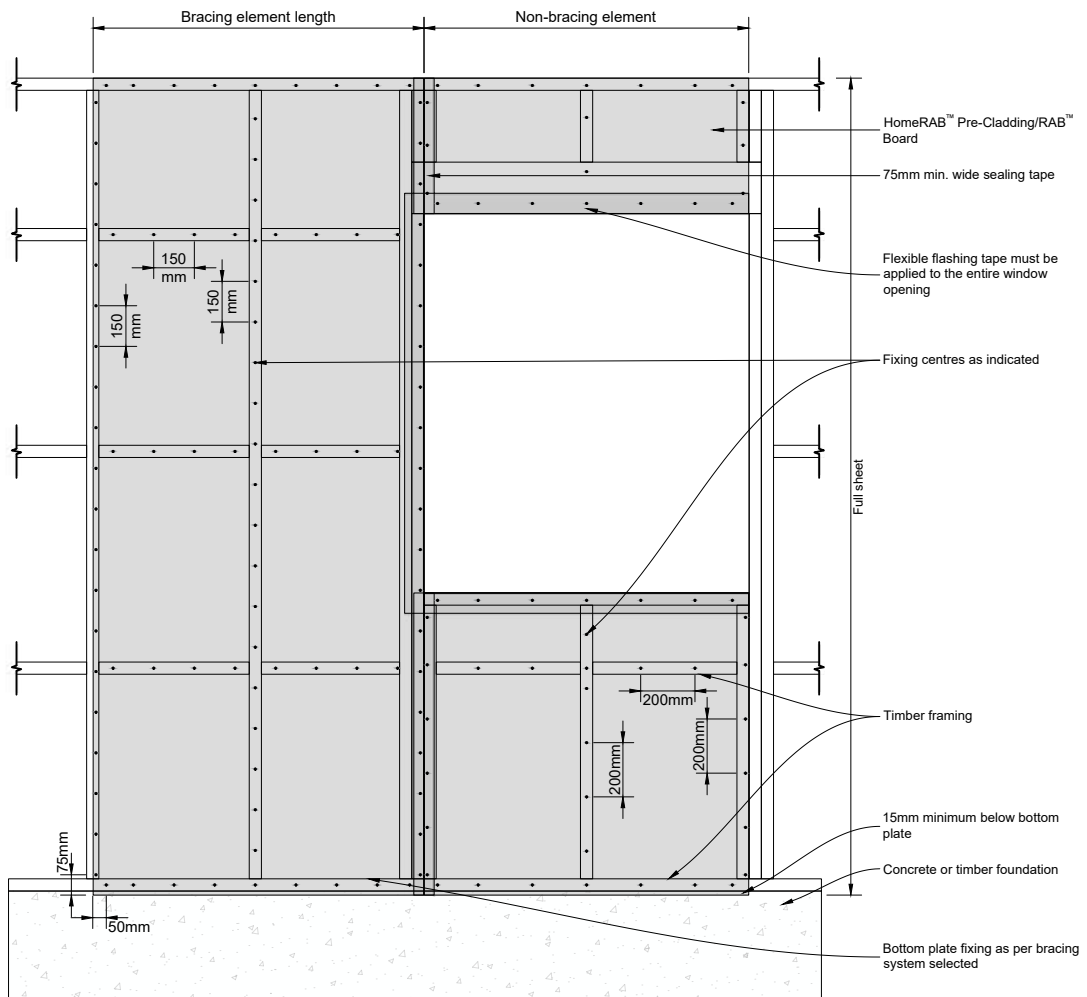 Bracing element length
Non-bracing element
HomeRAB™ Pre-Cladding/RAB™
Board
75mm min. wide sealing tape
Flexible flashing tape must be
applied to the entire window
opening
150
mm
150
mm
150
mm
Fixing centres as indicated
Full sheet
200mm
200mm
200mm
Timber framing
15mm minimum below bottom
plate
75mm
Concrete or timber foundation
50mm
Bottom plate fixing as per bracing
system selected